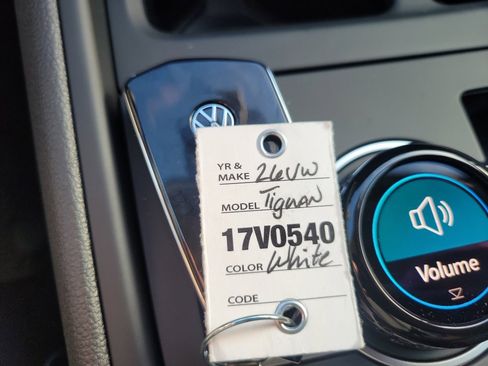 YR &
MAKE 26 VW
MODEL Tiguan
17V0540
COLOR White
CODE
Volume